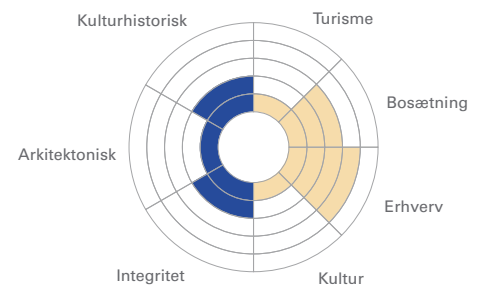 Kulturhistorisk
Turisme
Bosætning
Arkitektonisk
Erhverv
Integritet
Kultur